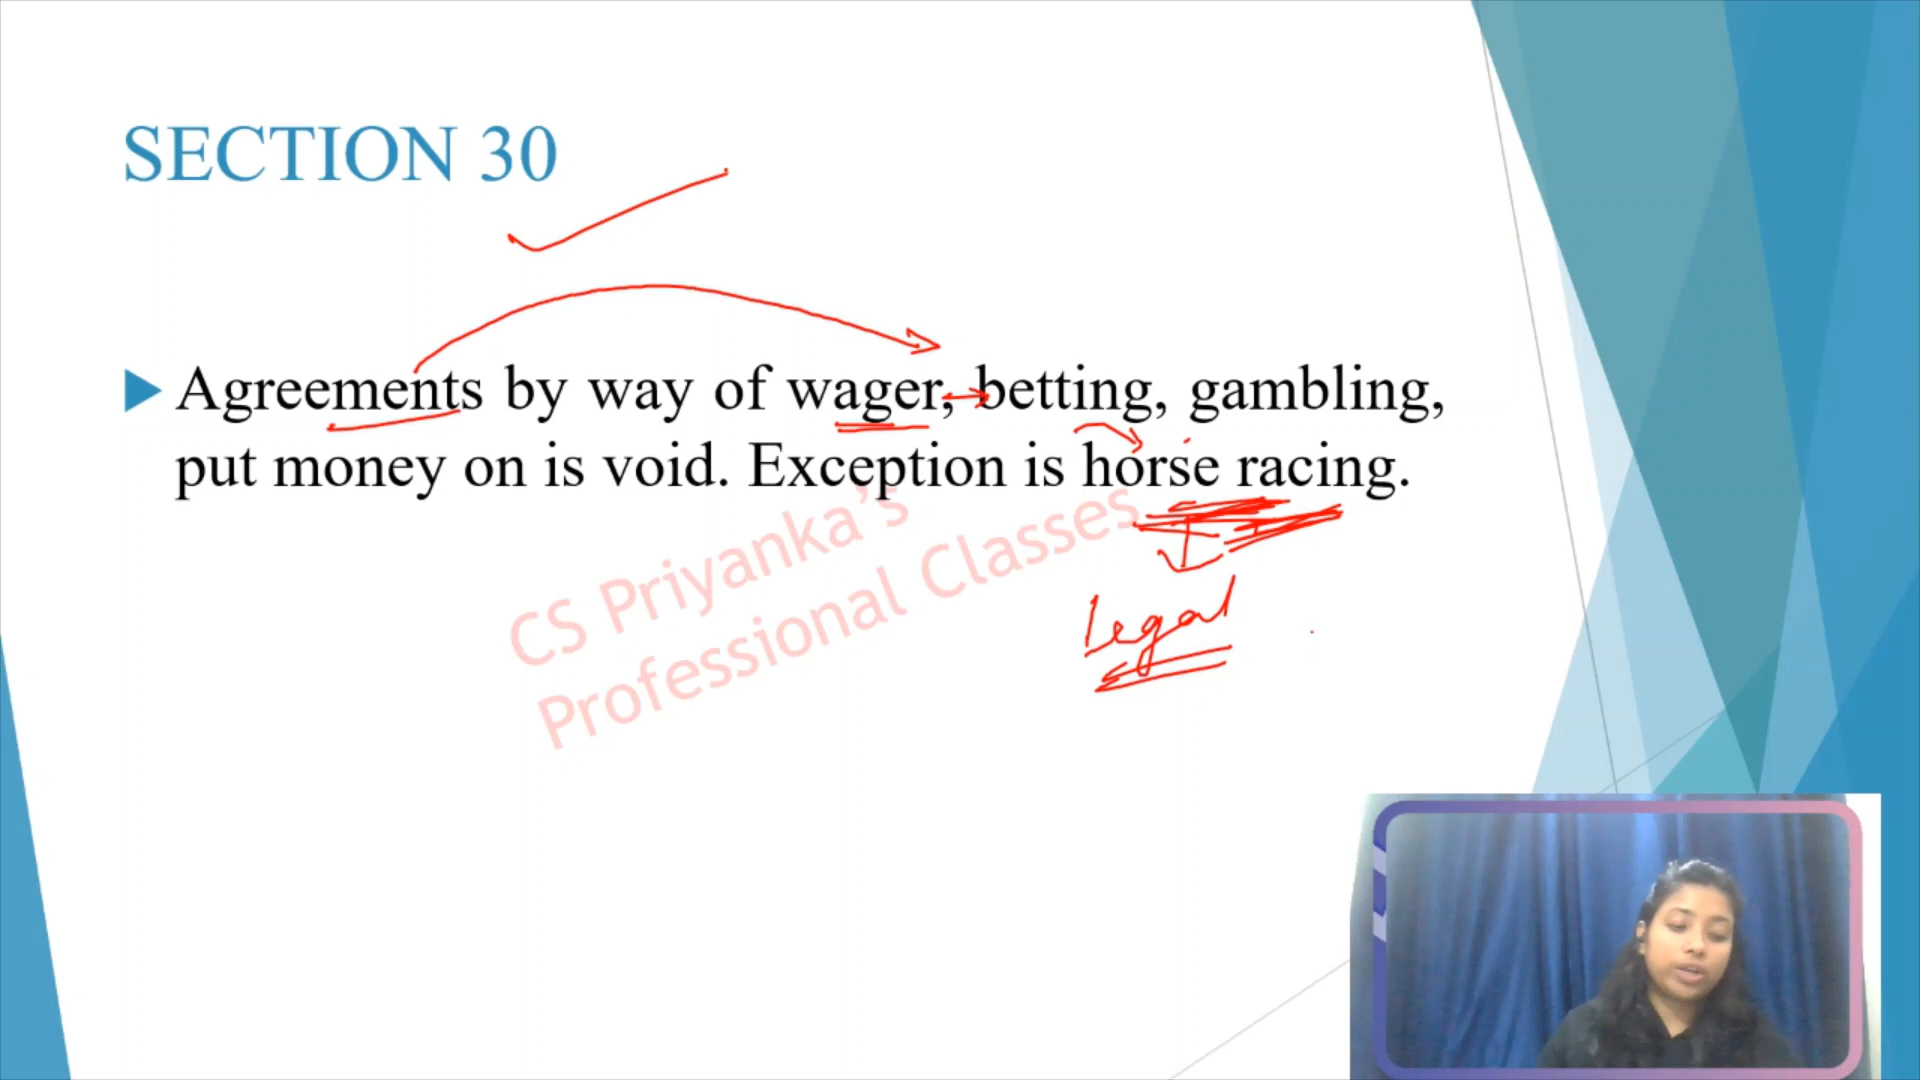 SECTION 30
Agreements by way of wager, betting, gambling,
put money on is void. Exception is horse racing.
CS Priyanka's
Professional Classes
Legal